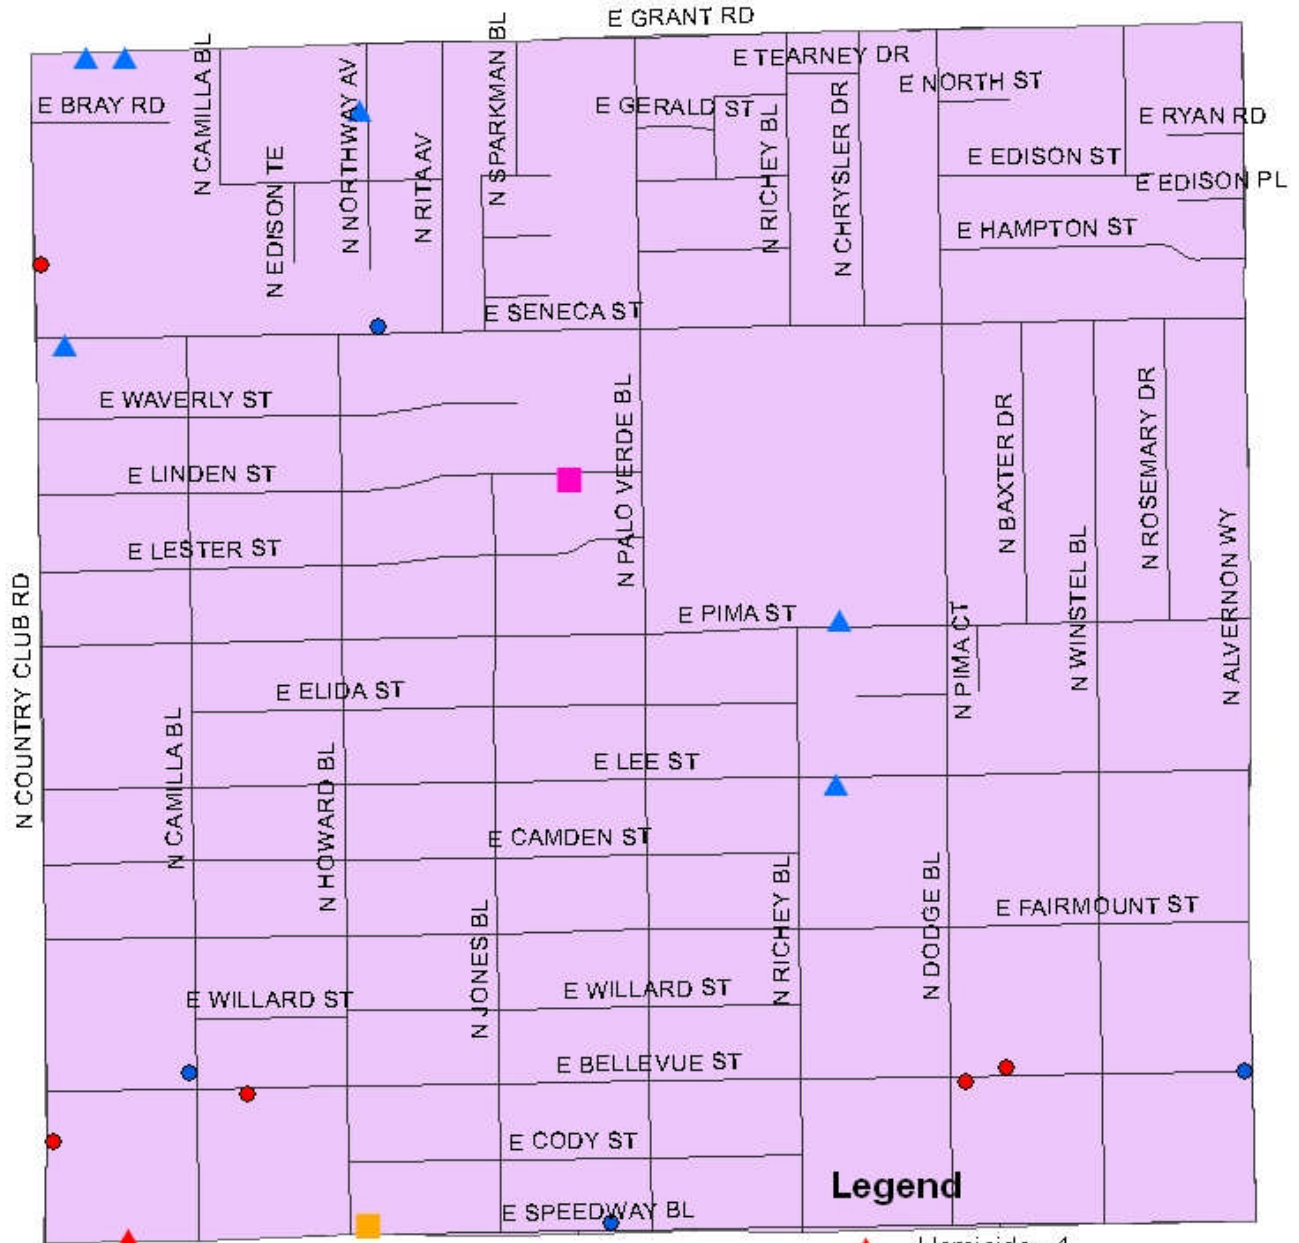 E GRANT RD
E TEARNEY DR
E NORTH ST
E BRAY RD
E GERALD ST
E RYAN RD
N CAMILLA BL
N NORTHWAY AV
N SPARKMAN BL
N EDISON TE
N RITA AV
N RICHEY BL
N CHRYSLER DR
E EDISON ST
E EDISON PL
E HAMPTON ST
E SENECA ST
E WAVERLY ST
N PALO VERDE BL
N BAXTER DR
N ROSEMARY DR
E LINDEN ST
E LESTER ST
N WINSTEL BL
N ALVERNON WY
N COUNTRY CLUB RD
E PIMA ST
N PIMA CT
E ELIDA ST
N CAMILLA BL
N HOWARD BL
E LEE ST
E CAMDEN ST
N RICHEY BL
N DODGE BL
N JONES BL
E FAIRMOUNT ST
E WILLARD ST
E WILLARD ST
E BELLEVUE ST
E CODY ST
Legend
E SPEEDWAY BL